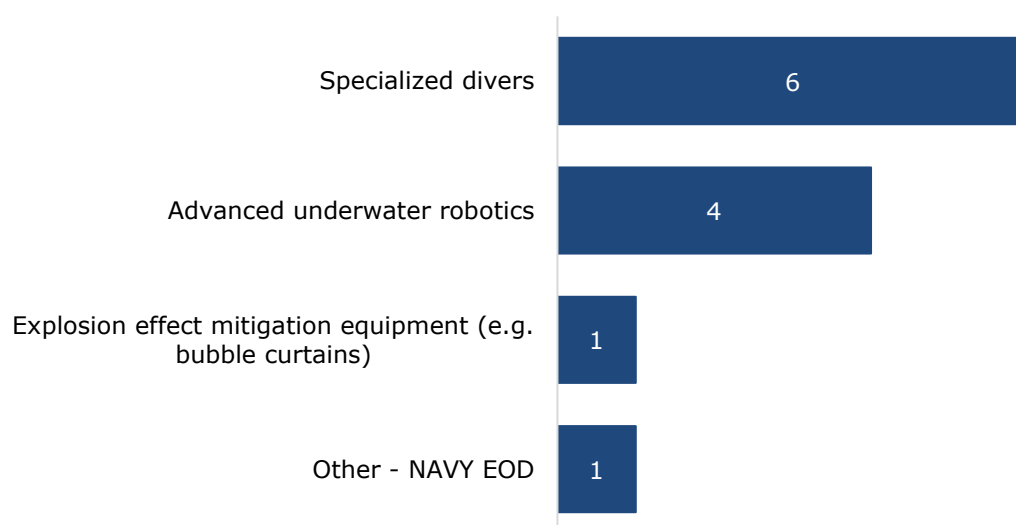 Specialized divers
6
Advanced underwater robotics
4
Explosion effect mitigation equipment (e.g.
bubble curtains)
1
Other - NAVY EOD
1